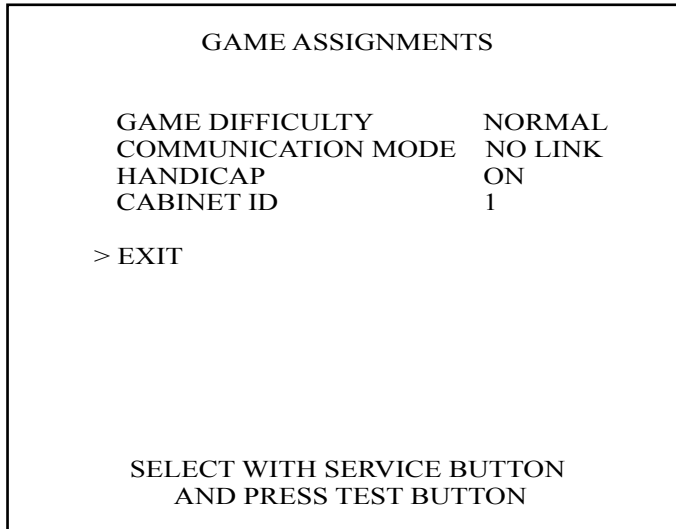 GAME ASSIGNMENTS
GAME DIFFICULTY NORMAL
COMMUNICATION MODE NO LINK
HANDICAP ON
CABINET ID 1
> EXIT
SELECT WITH SERVICE BUTTON
AND PRESS TEST BUTTON